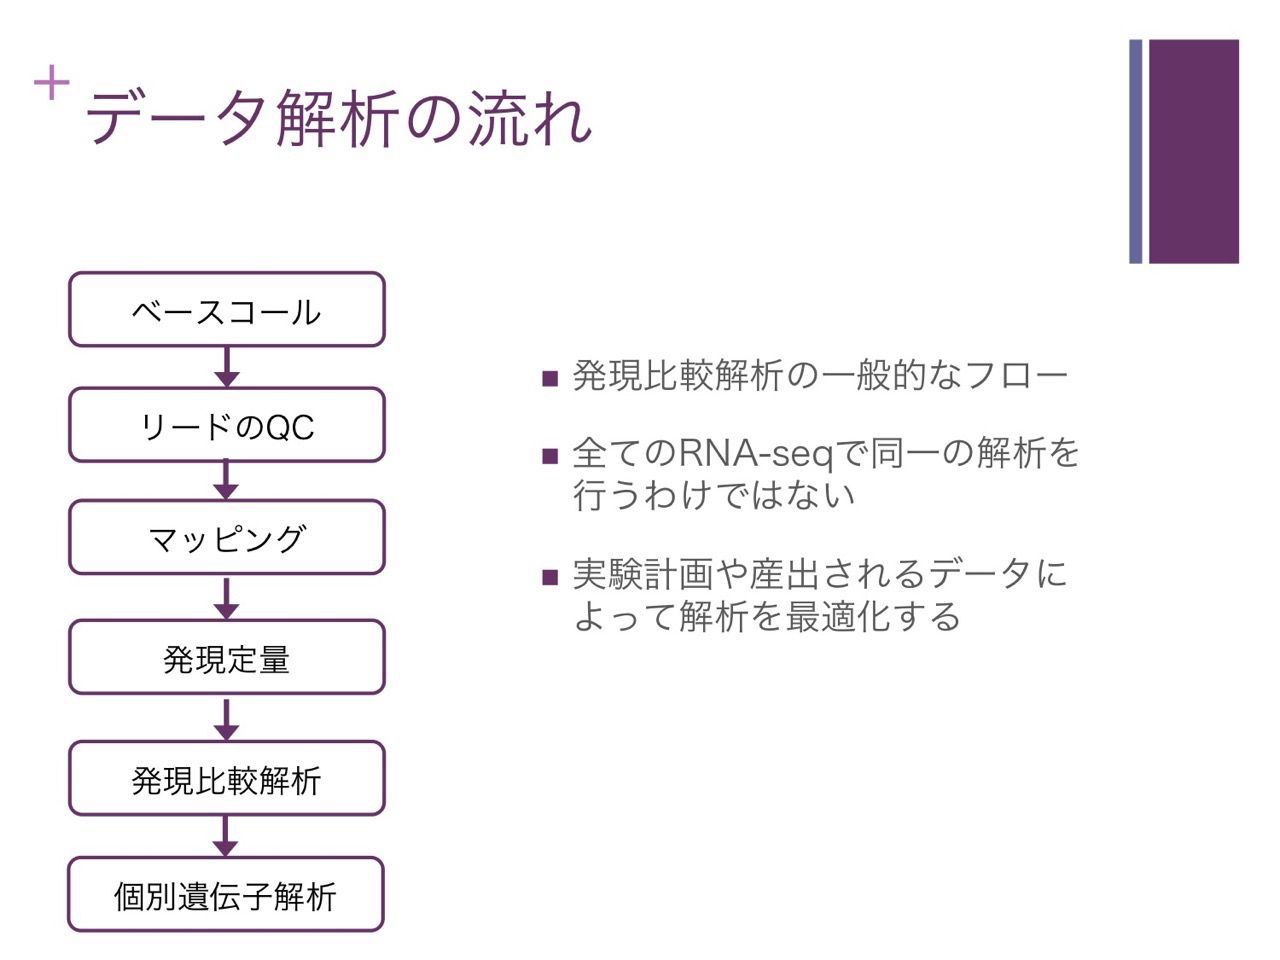 データ解析の流れ
ベースコール
リードのQC
マッピング
発現定量
発現比較解析
個別遺伝子解析
■ 発現比較解析の一般的なフロー
■ 全てのRNA-seqで同一の解析を
行うわけではない
■ 実験計画や産出されるデータに
よって解析を最適化する